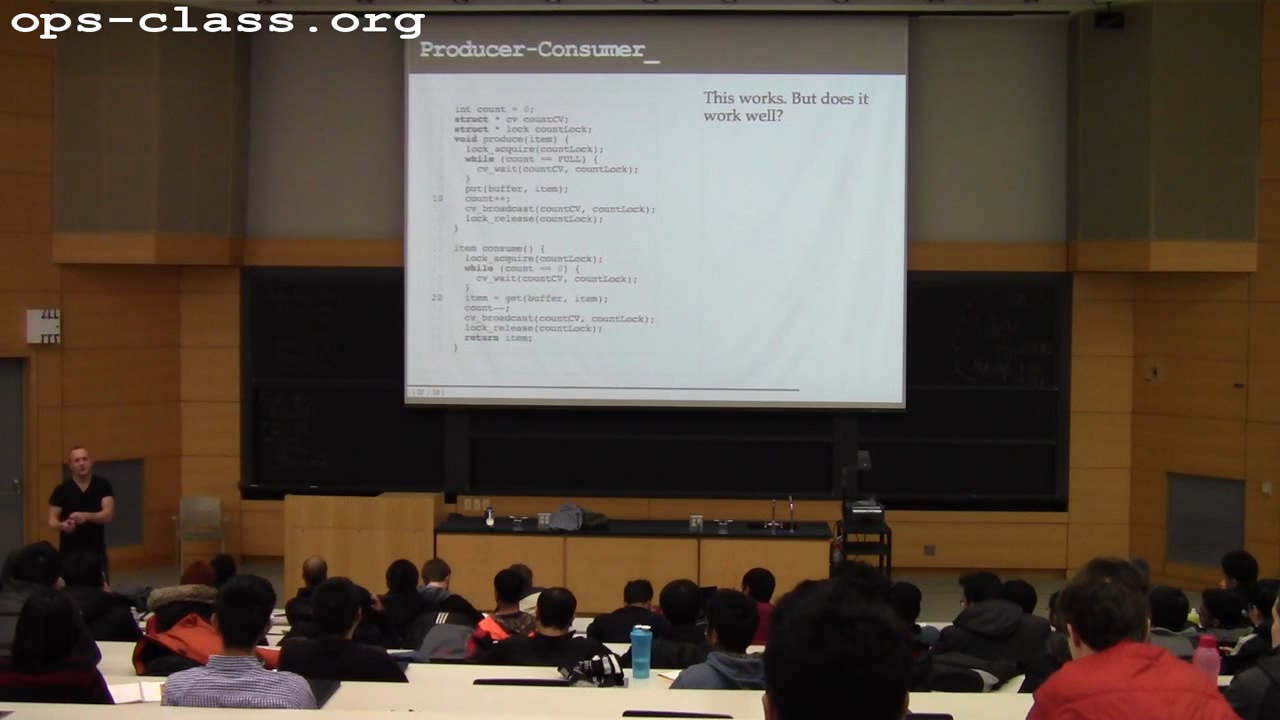 ops-class.org
Producer-Consumer_
This works. But does it
work well?
int count = 0;
struct * cv countCV;
struct * lock countLock;
void produce(item) {
lock_acquire(countLock);
while (count == FULL) {
cv_wait(countCV, countLock);
}
put(buffer, item);
10 count++;
cv_broadcast(countCV, countLock);
lock_release(countLock);
}
item consume() {
lock_acquire(countLock);
while (count == 0) {
cv_wait(countCV, countLock);
}
20 item = get(buffer, item);
count--;
cv_broadcast(countCV, countLock);
lock_release(countLock);
return item;
}